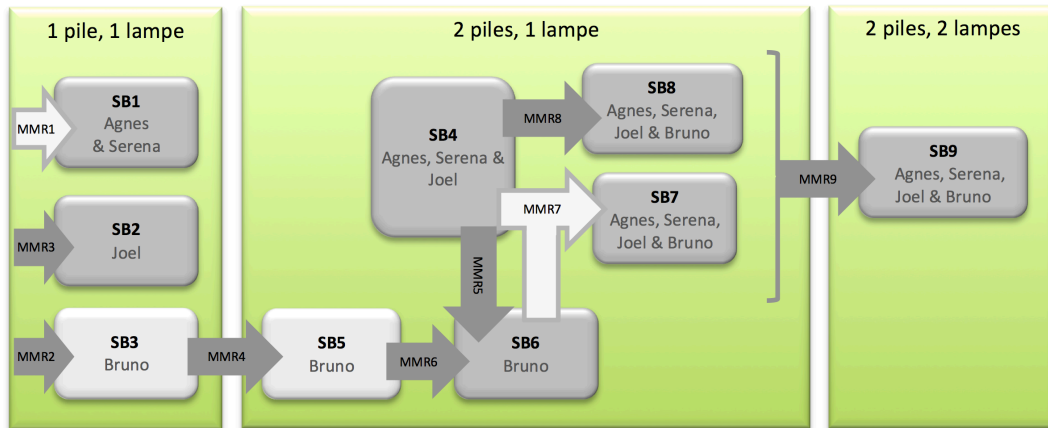 1 pile, 1 lampe
MMR1
SB1
Agnes
& Serena
MMR3
SB2
Joel
MMR2
SB3
Bruno
MMR4
2 piles, 1 lampe
SB4
Agnes, Serena &
Joel
MMR8
SB8
Agnes, Serena,
Joel & Bruno
MMR7
SB7
Agnes, Serena,
Joel & Bruno
MMR5
SB5
Bruno
MMR6
SB6
Bruno
MMR9
2 piles, 2 lampes
SB9
Agnes, Serena,
Joel & Bruno